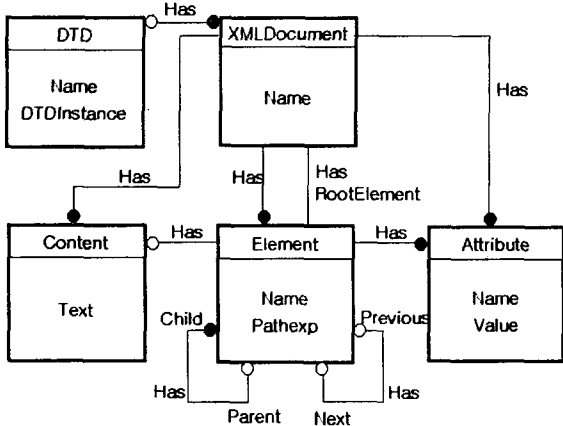 Has
DTD
XMLDocument
Name
DTDInstance
Name
Has
Has
Has
Has
RootElement
Content
Has
Element
Has
Attribute
Text
Name
Pathexp
Name
Value
Child
Previous
Has
Has
Parent
Next